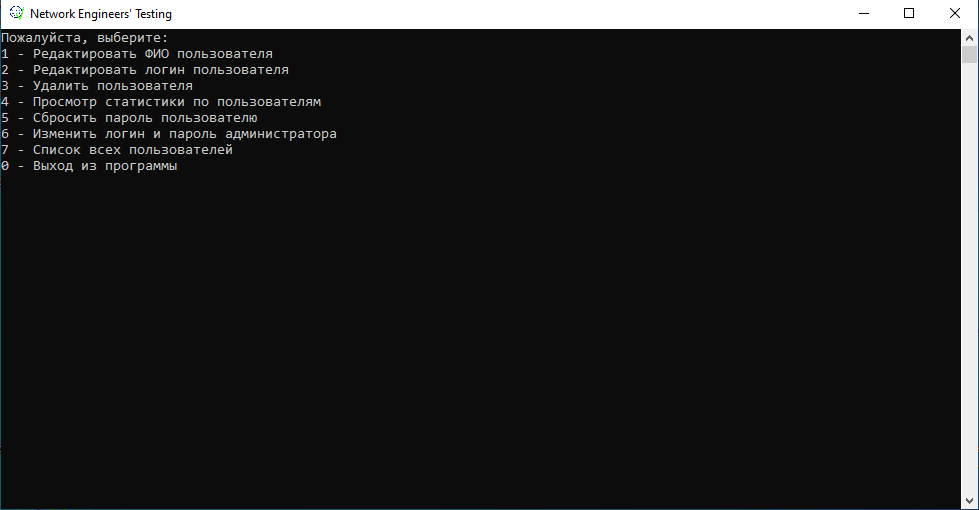 Network Engineers' Testing
Пожалуйста, выберите:
1 - Редактировать ФИО пользователя
2 - Редактировать логин пользователя
3 - Удалить пользователя
4 - Просмотр статистики по пользователям
5 - Сбросить пароль пользователю
6 - Изменить логин и пароль администратора
7 - Список всех пользователей
0 - Выход из программы